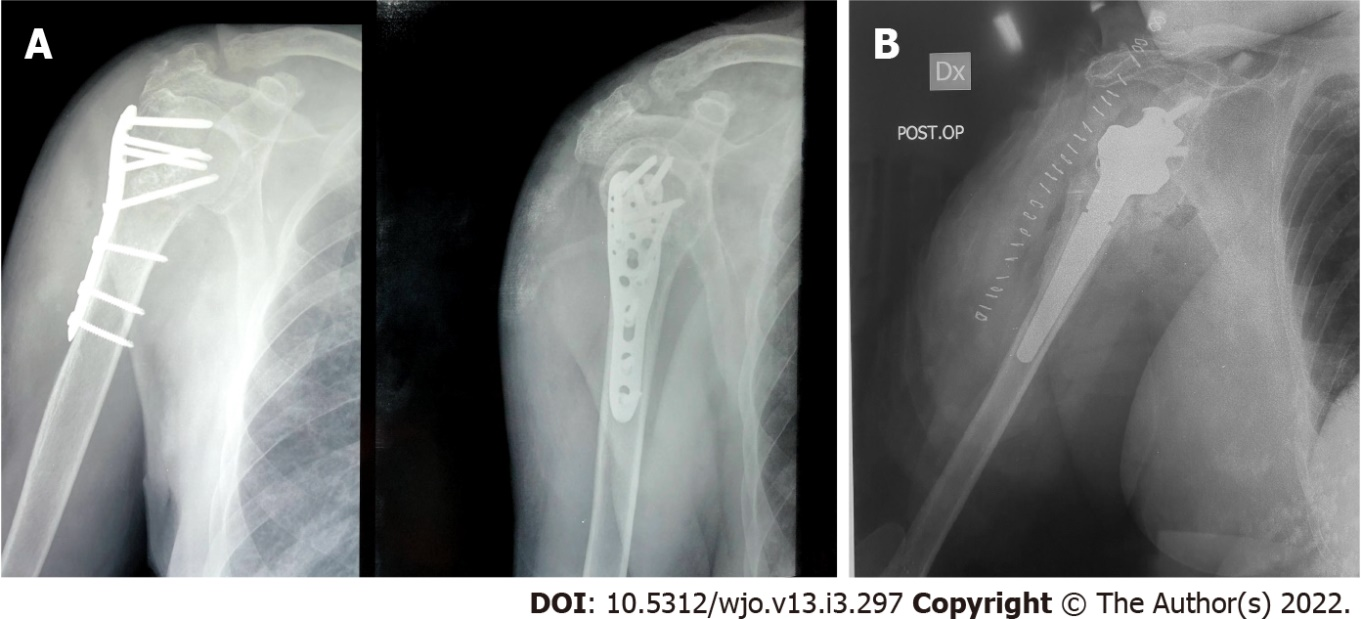 A
B
Dx
POST.OP
DOI: 10.5312/wjo.v13.i3.297 Copyright © The Author(s) 2022.